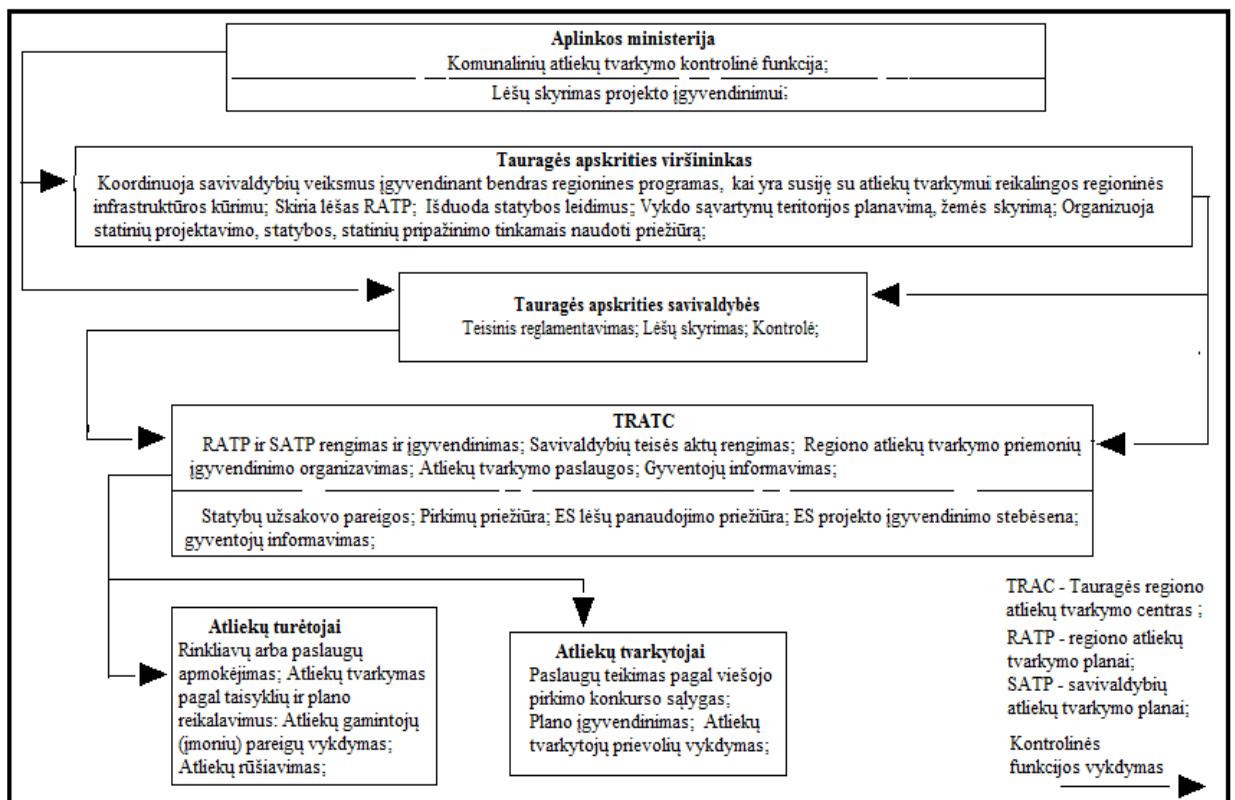 Aplinkos ministerija
Komunalinių atliekų tvarkymo kontrolinė funkcija;
Lėšų skyrimas projekto įgyvendinimui;
Tauragės apskrities viršininkas
Koordinuoja savivaldybių veiksmus įgyvendinant bendras regionines programas, kai yra susiję su atliekų tvarkymui reikalingos regioninės
infrastruktūros kūrimu; Skiria lėšas RATP; Išduoda statybos leidimus; Vykdo sąvartynų teritorijos planavimą, žemės skyrimą; Organizuoja
statinių projektavimo, statybos, statinių pripažinimo tinkamais naudoti priežiūrą;
Tauragės apskrities savivaldybės
Teisinis reglamentavimas; Lėšų skyrimas; Kontrolė;
TRATC
RATP ir SATP rengimas ir įgyvendinimas; Savivaldybių teisės aktų rengimas; Regiono atliekų tvarkymo priemonių
įgyvendinimo organizavimas; Atliekų tvarkymo paslaugos; Gyventojų informavimas;
Statybų užsakovo pareigos; Pirkimų priežiūra; ES lėšų panaudojimo priežiūra; ES projekto įgyvendinimo stebėsena;
gyventojų informavimas;
Atliekų turėtojai
Rinkliavų arba paslaugų
apmokėjimas; Atliekų tvarkymas
pagal taisyklių ir plano
reikalavimus: Atliekų gamintojų
(įmonių) pareigų vykdymas;
Atliekų rūšiavimas;
Atliekų tvarkytojai
Paslaugų teikimas pagal viešojo
pirkimo konkurso sąlygas;
Plano įgyvendinimas; Atliekų
tvarkytojų prievolių vykdymas;
TRAC - Tauragės regiono
atliekų tvarkymo centras ;
RATP - regiono atliekų
tvarkymo planai;
SATP - savivaldybių
atliekų tvarkymo planai;
Kontrolinės
funkcijos vykdymas